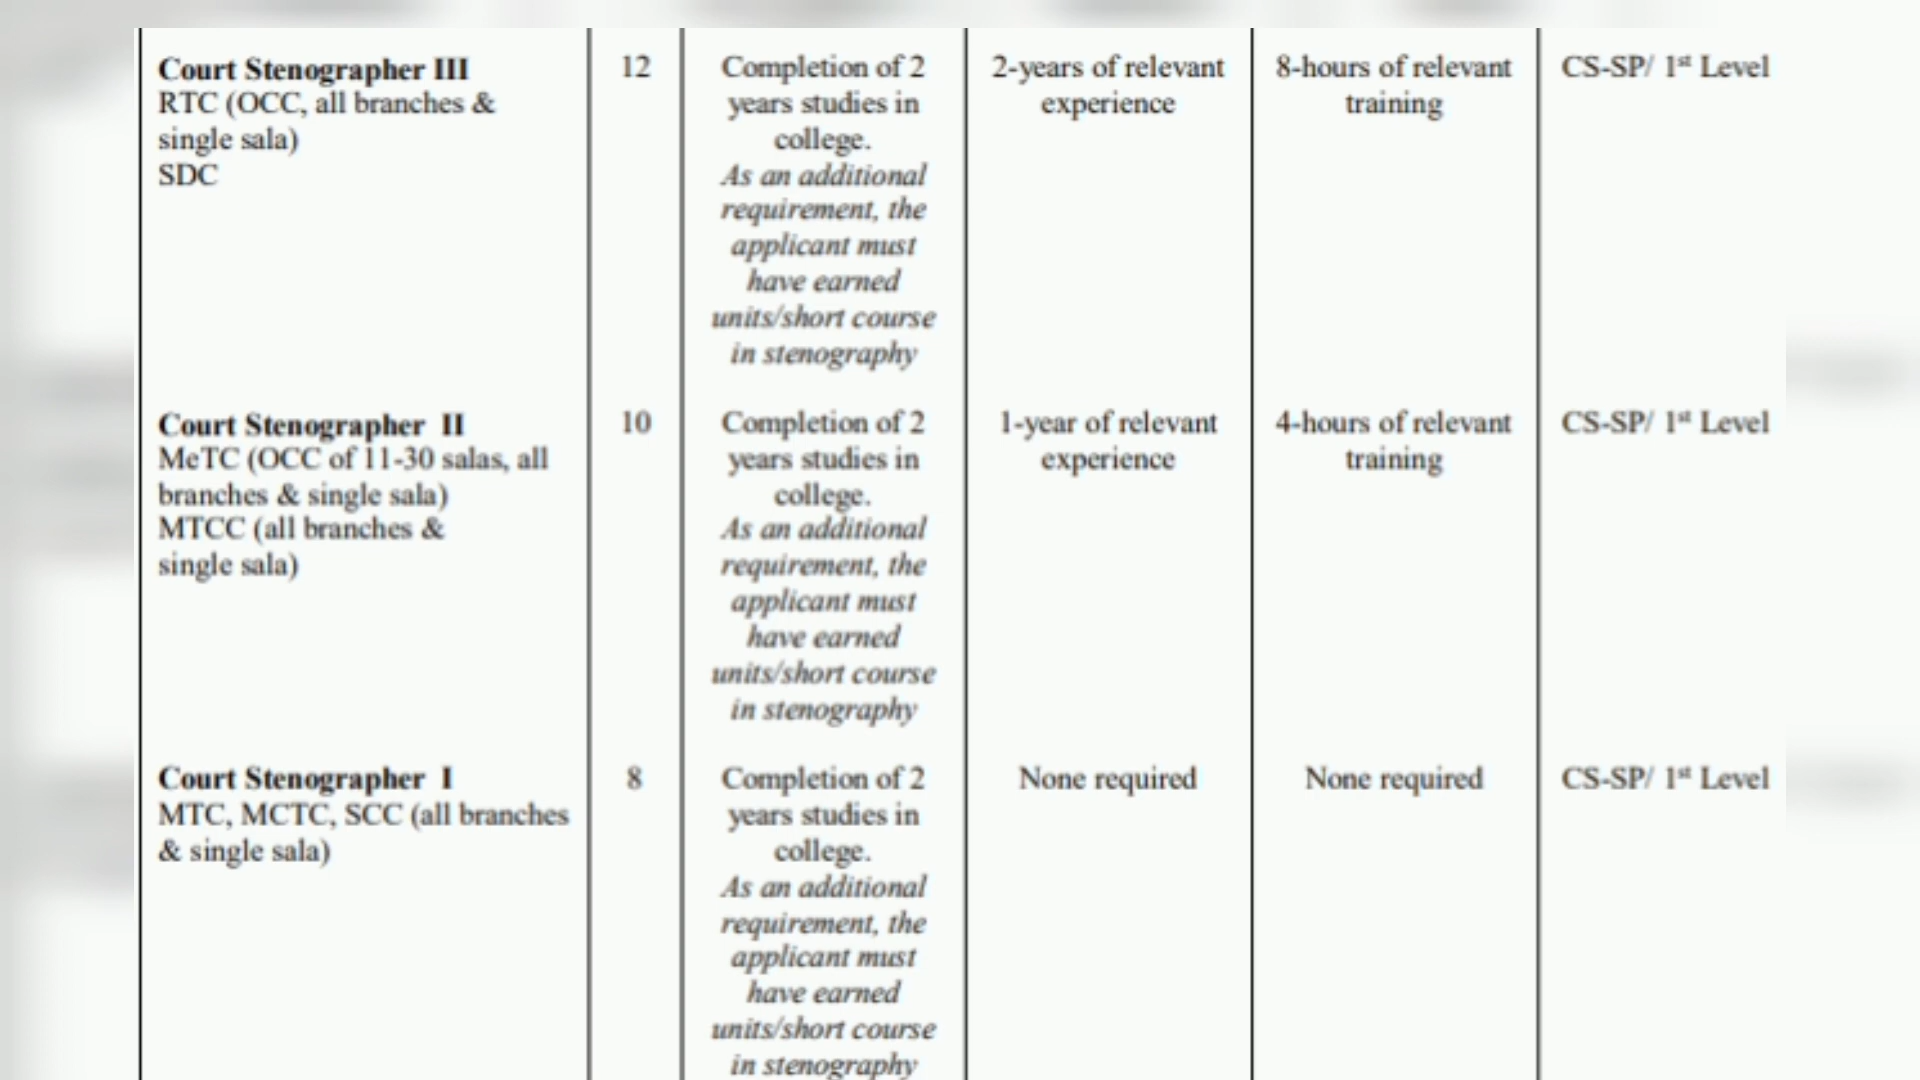 Court Stenographer III
RTC (OCC, all branches &
single sala)
SDC
12
Completion of 2
years studies in
college.
As an additional
requirement, the
applicant must
have earned
units/short course
in stenography
2-years of relevant
experience
8-hours of relevant
training
CS-SP/ 1st Level
Court Stenographer II
MeTC (OCC of 11-30 salas, all
branches & single sala)
MTCC (all branches &
single sala)
10
Completion of 2
years studies in
college.
As an additional
requirement, the
applicant must
have earned
units/short course
in stenography
1-year of relevant
experience
4-hours of relevant
training
CS-SP/ 1st Level
Court Stenographer I
MTC, MCTC, SCC (all branches
& single sala)
8
Completion of 2
years studies in
college.
As an additional
requirement, the
applicant must
have earned
units/short course
in stenography
None required
None required
CS-SP/ 1st Level